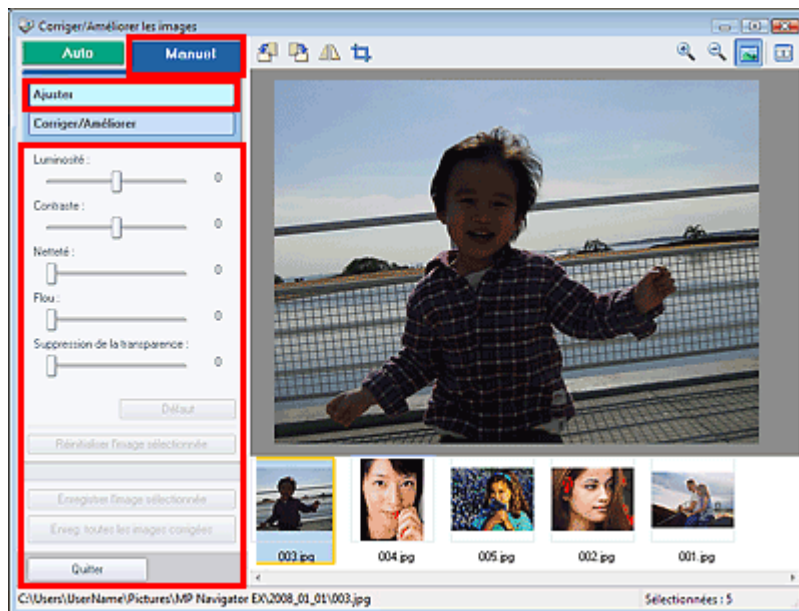 Corriger/Améliorer les images
Auto
Manuel
Ajuster
Corriger/Améliorer
Luminosité :
0
Contraste :
0
Netteté :
0
Flou :
0
Suppression de la transparence :
0
Défaut
Réinitialiser l'image sélectionnée
Enregistrer l'image sélectionnée
Enreg. toutes les images corrigées
Quitter
003.jpg
004.jpg
005.jpg
002.jpg
001.jpg
C:\Users\UserName\Pictures\MP Navigator EX\2008_01_01\003.jpg
Sélectionnées : 5